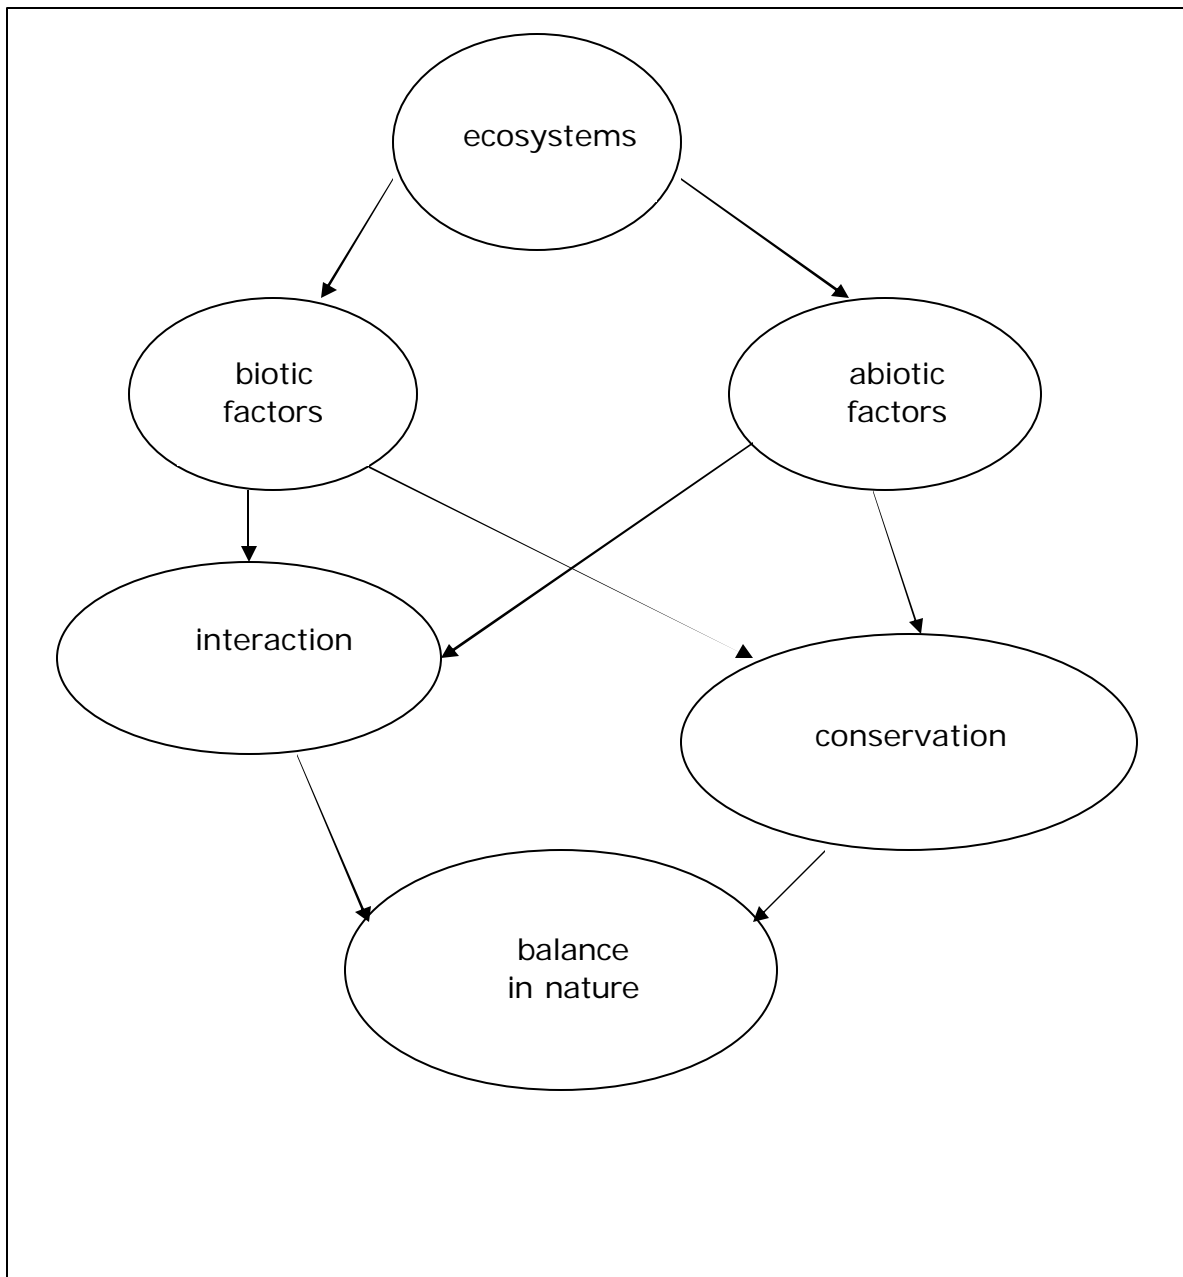 ecosystems
biotic
factors
abiotic
factors
interaction
conservation
balance
in nature